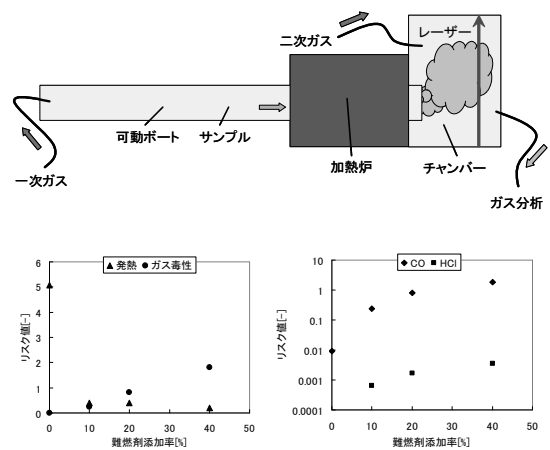 二次ガス
レーザー
可動ボート
サンプル
加熱炉
チャンバー
一次ガス
ガス分析
▲発熱 ●ガス毒性
リスク値[-]
6
5
4
3
2
1
0
0 10 20 30 40 50
難燃剤添加率[%]
◆CO ■HCl
リスク値[-]
10
1
0.1
0.01
0.001
0.0001
0 10 20 30 40 50
難燃剤添加率[%]